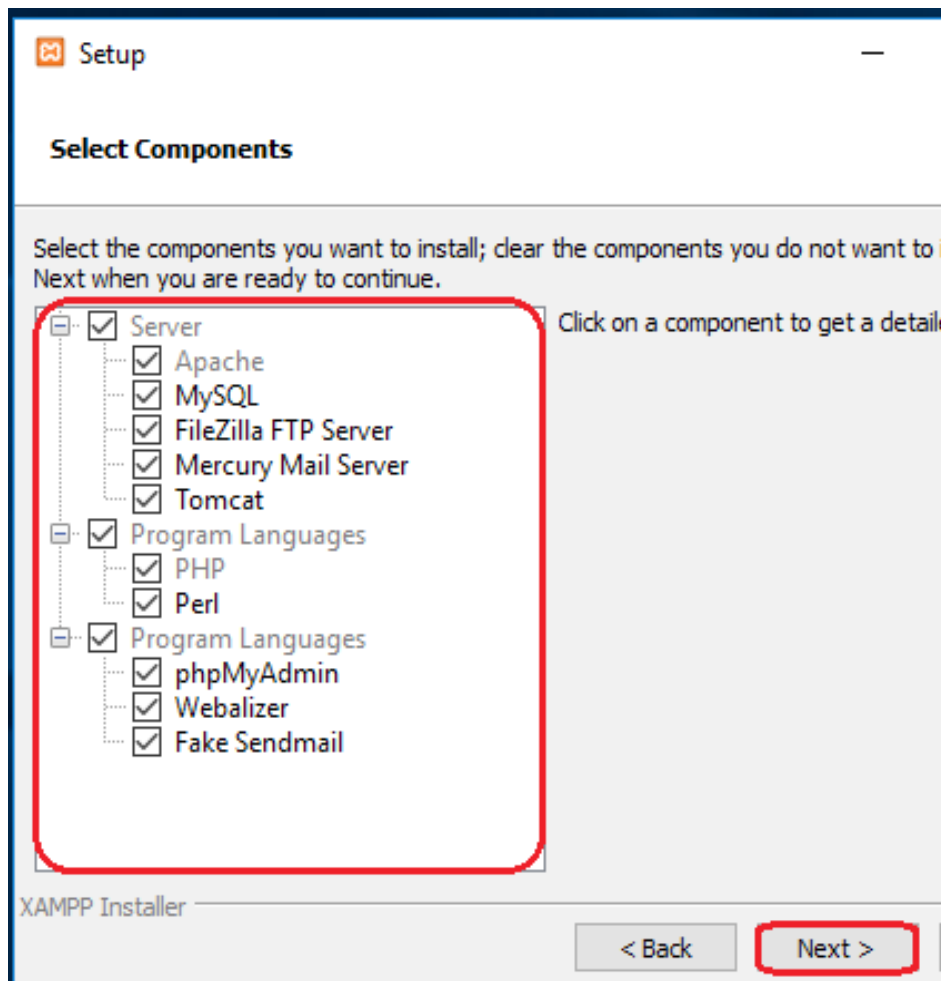 Setup
Select Components
Select the components you want to install; clear the components you do not want to
Next when you are ready to continue.
Server
Click on a component to get a
Apache
MySQL
FileZilla FTP Server
Mercury Mail Server
Tomcat
Program Languages
PHP
Perl
Program Languages
phpMyAdmin
Webalizer
Fake Sendmail
XAMPP Installer
< Back
Next >